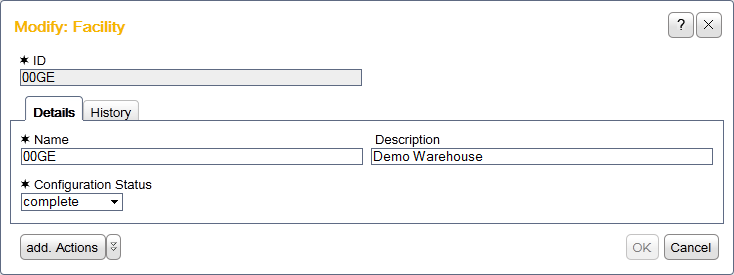 Modify: Facility
?
✶ ID
00GE
Details History
✶ Name Description
00GE Demo Warehouse
✶ Configuration Status
complete
add. Actions OK Cancel